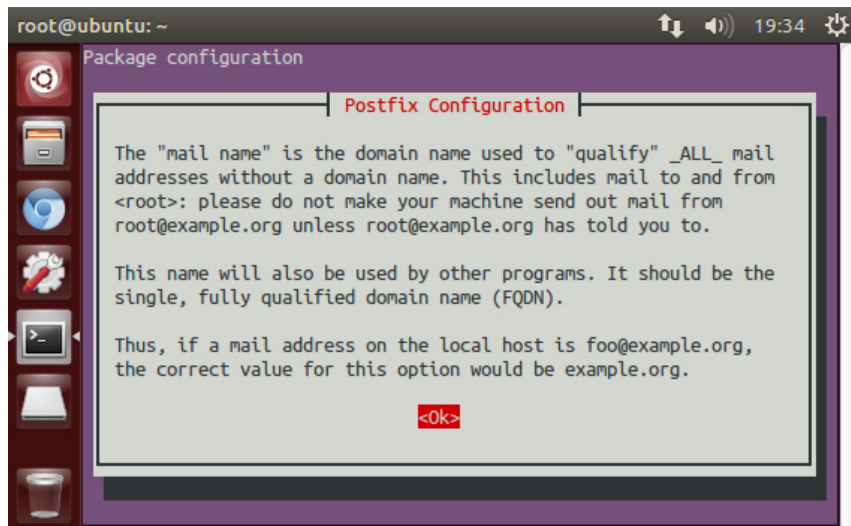 root@ubuntu: ~
19:34
Package configuration
Postfix Configuration
The "mail name" is the domain name used to "qualify" _ALL_ mail
addresses without a domain name. This includes mail to and from
<root>: please do not make your machine send out mail from
root@example.org unless root@example.org has told you to.
This name will also be used by other programs. It should be the
single, fully qualified domain name (FQDN).
Thus, if a mail address on the local host is foo@example.org,
the correct value for this option would be example.org.
<Ok>